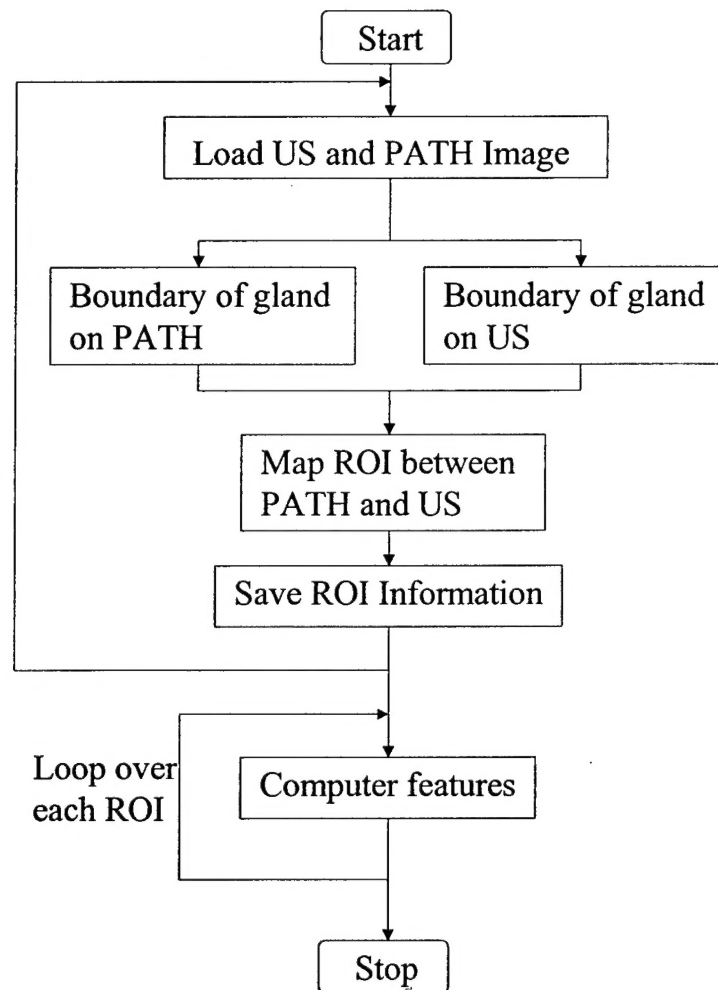 Start
Load US and PATH Image
Boundary of gland
on PATH
Boundary of gland
on US
Map ROI between
PATH and US
Save ROI Information
Loop over
each ROI
Computer features
Stop